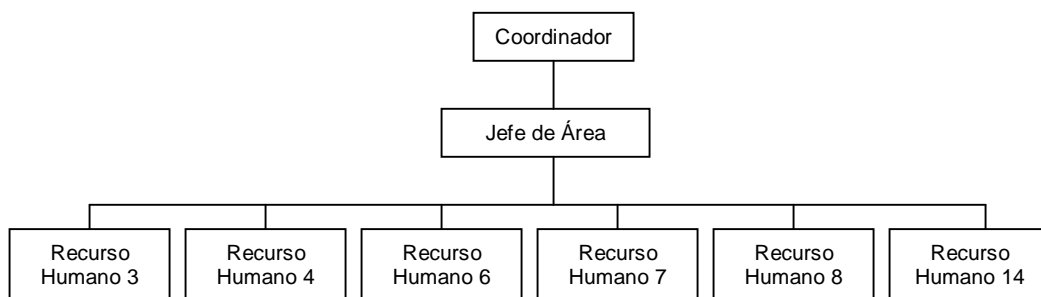 Coordinador
Jefe de Área
Recurso
Humano 3
Recurso
Humano 4
Recurso
Humano 6
Recurso
Humano 7
Recurso
Humano 8
Recurso
Humano 14